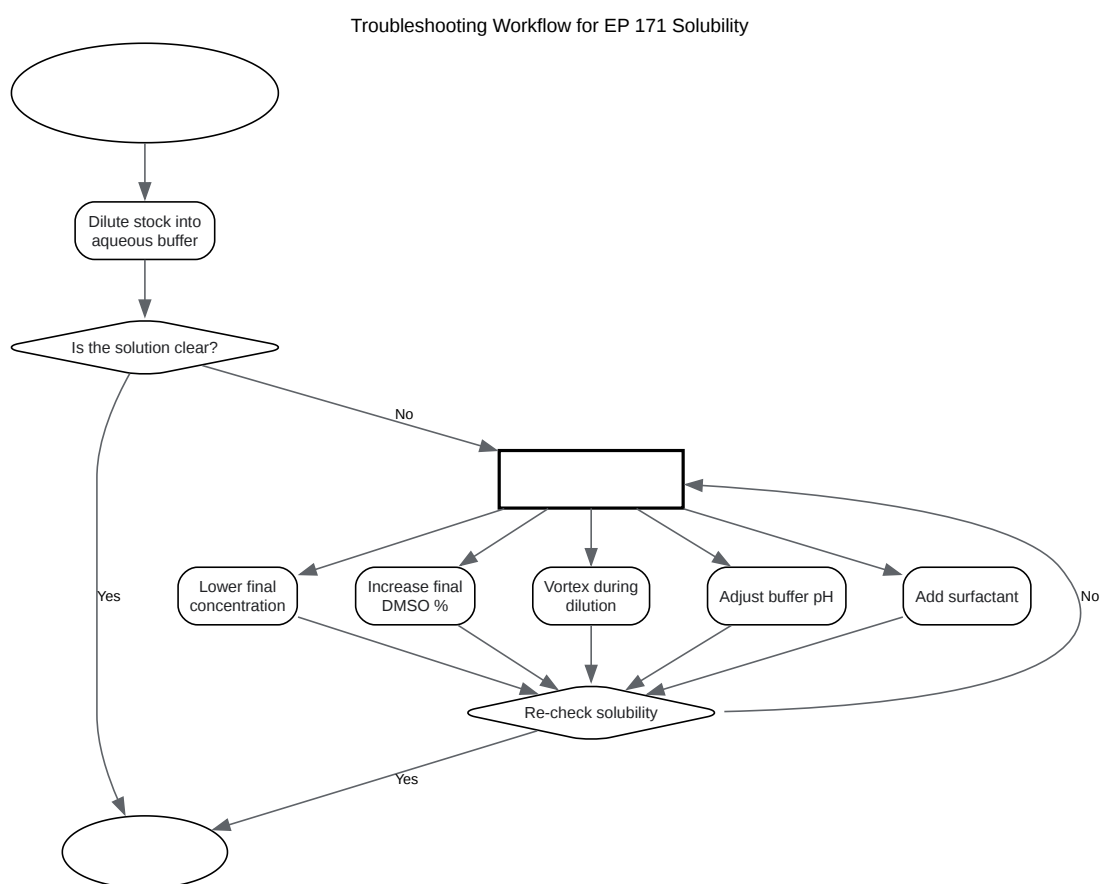 Troubleshooting Workflow for EP 171 Solubility
Dilute stock into
aqueous buffer
Is the solution clear?
No
Yes
Lower final
concentration
Increase final
DMSO %
Vortex during
dilution
Adjust buffer pH
Add surfactant
No
Re-check solubility
Yes